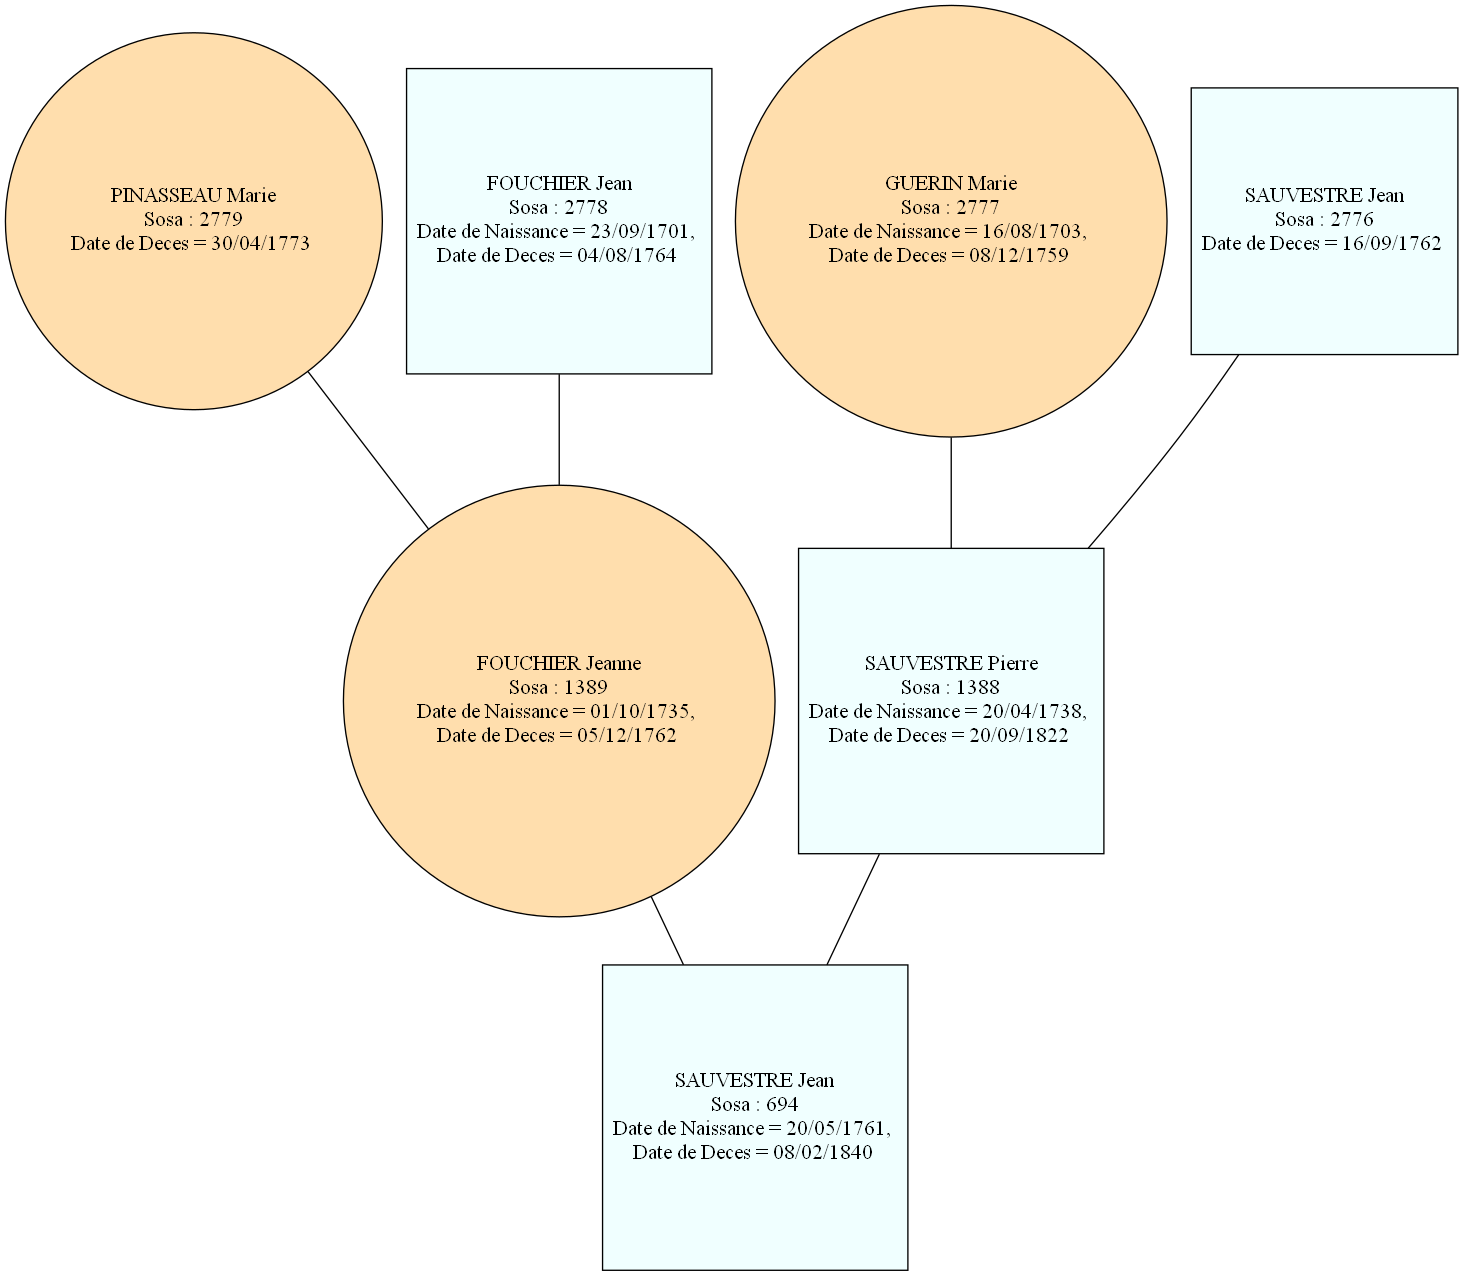 PINASSEAU Marie
Sosa : 2779
Date de Deces = 30/04/1773
FOUCHIER Jean
Sosa : 2778
Date de Naissance = 23/09/1701,
Date de Deces = 04/08/1764
GUERIN Marie
Sosa : 2777
Date de Naissance = 16/08/1703,
Date de Deces = 08/12/1759
SAUVESTRE Jean
Sosa : 2776
Date de Deces = 16/09/1762
FOUCHIER Jeanne
Sosa : 1389
Date de Naissance = 01/10/1735,
Date de Deces = 05/12/1762
SAUVESTRE Pierre
Sosa : 1388
Date de Naissance = 20/04/1738,
Date de Deces = 20/09/1822
SAUVESTRE Jean
Sosa : 694
Date de Naissance = 20/05/1761,
Date de Deces = 08/02/1840